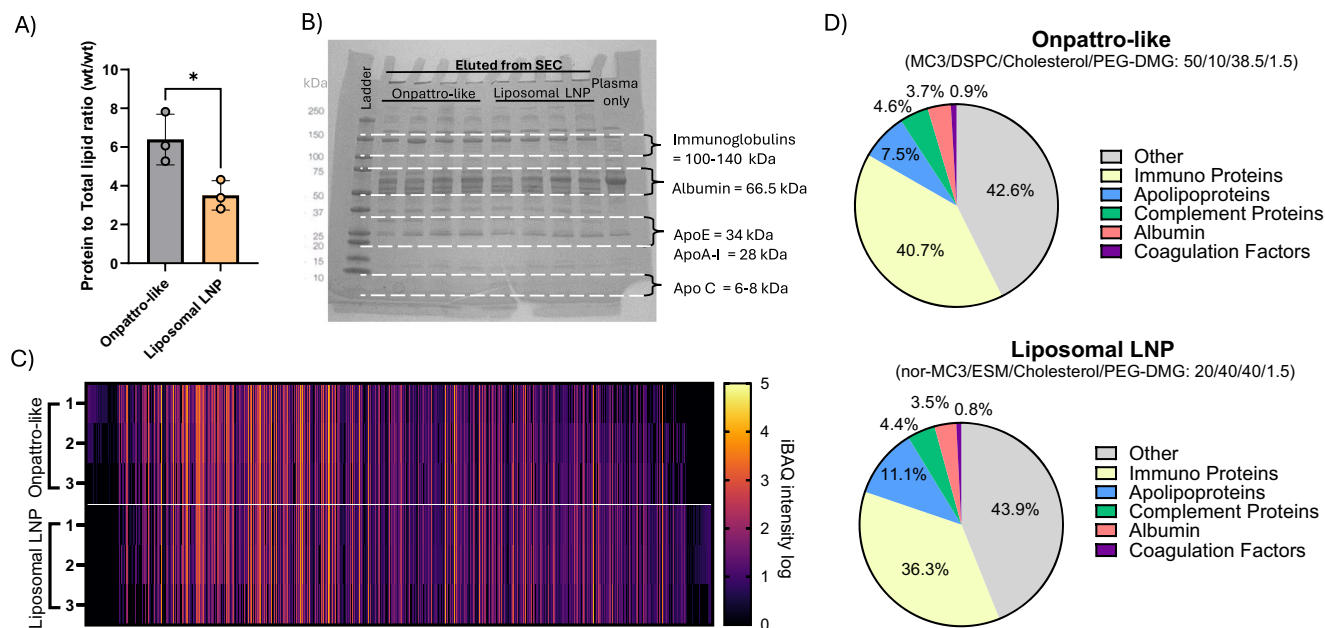 A)
Protein to Total lipid ratio (wt/wt)
10
8
6
4
2
0
*
Onpattro-like
Liposomal LNP
B)
kDa
250
150
100
75
50
37
25
20
15
10
Ladder
Eluted from SEC
Onpattro-like
Liposomal LNP
Plasma
only
Immunoglobulins
= 100-140 kDa
Albumin = 66.5 kDa
ApoE = 34 kDa
ApoA-I = 28 kDa
Apo C = 6-8 kDa
C)
Onpattro-like
1
2
3
Liposomal LNP
1
2
3
5
4
3
2
1
0
iBAQ intensity log
D)
Onpattro-like
(MC3/DSPC/Cholesterol/PEG-DMG: 50/10/38.5/1.5)
3.7%
0.9%
4.6%
7.5%
42.6%
40.7%
Other
Immuno Proteins
Apolipoproteins
Complement Proteins
Albumin
Coagulation Factors
Liposomal LNP
(nor-MC3/ESM/Cholesterol/PEG-DMG: 20/40/40/1.5)
3.5%
0.8%
4.4%
11.1%
43.9%
36.3%
Other
Immuno Proteins
Apolipoproteins
Complement Proteins
Albumin
Coagulation Factors